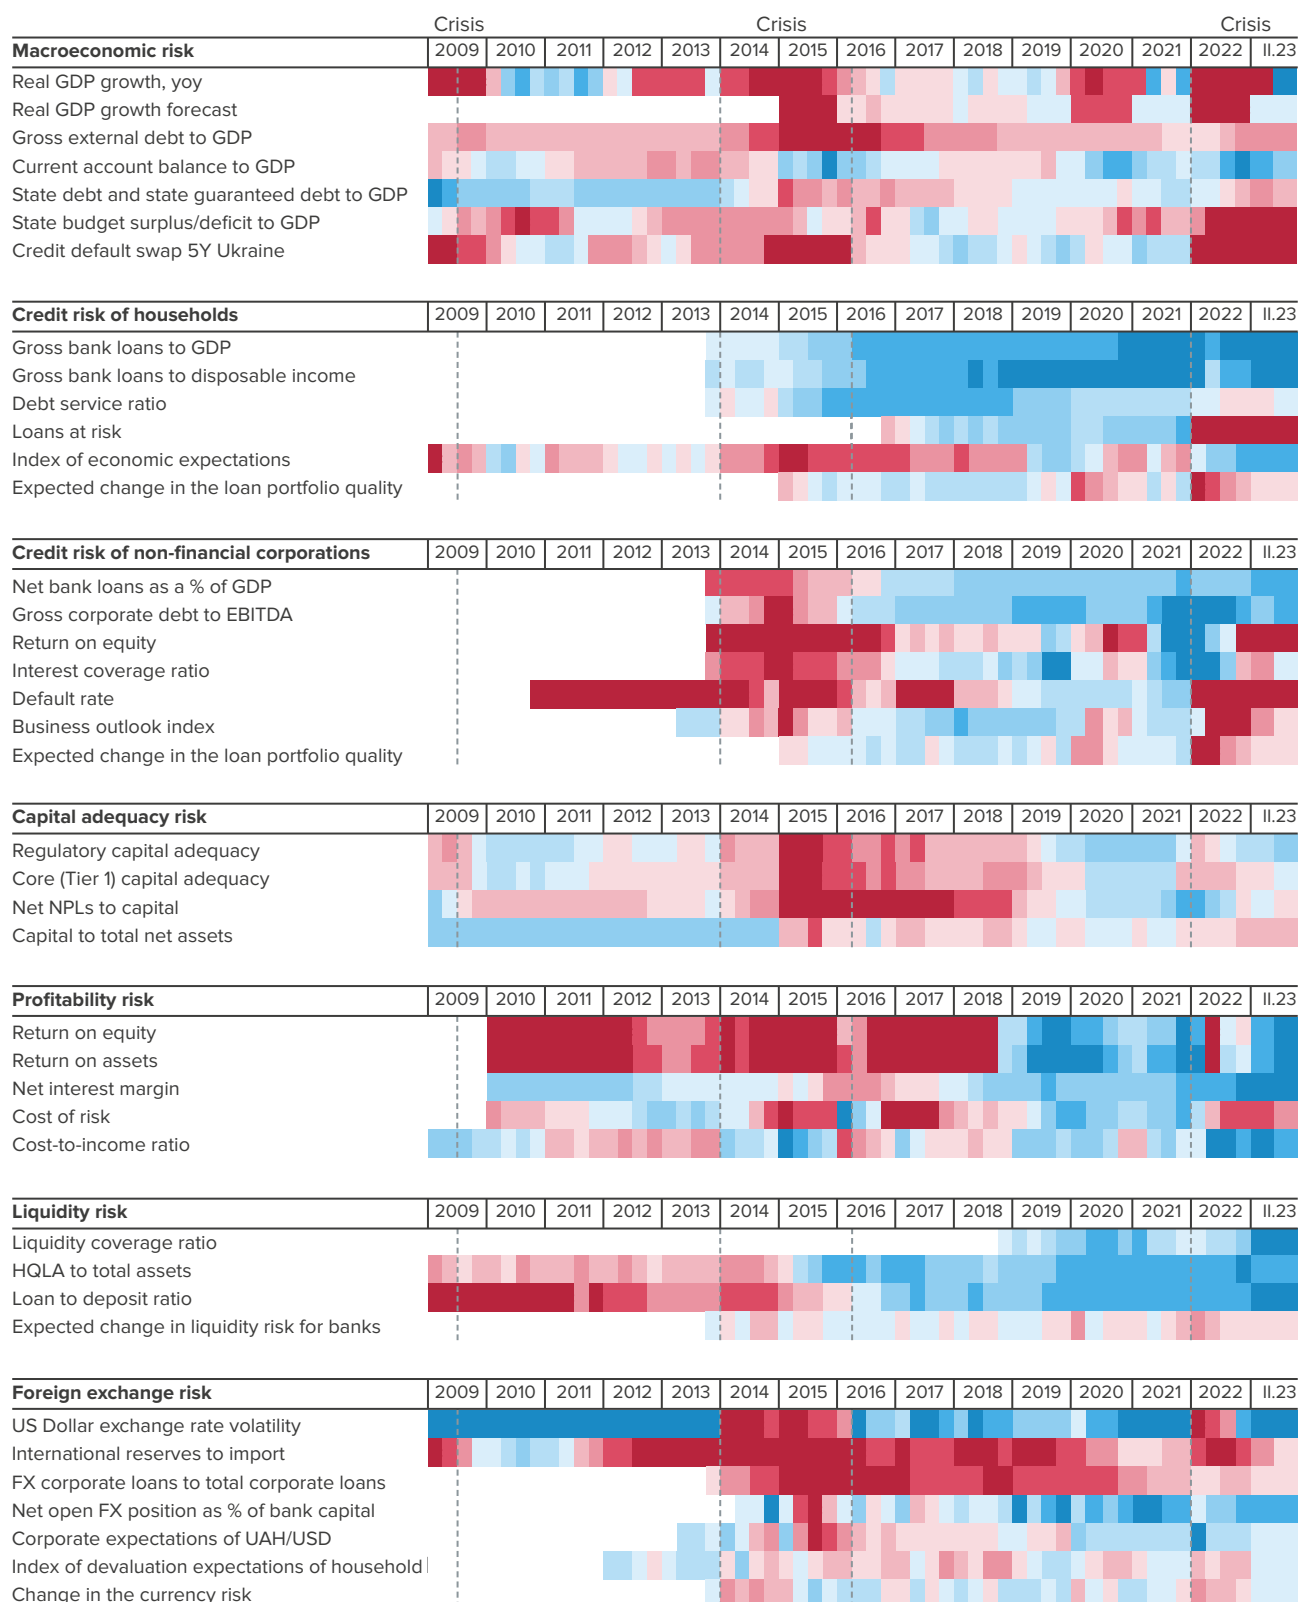 Crisis Crisis Crisis
Macroeconomic risk 2009 2010 2011 2012 2013 2014 2015 2016 2017 2018 2019 2020 2021 2022 II.23
Real GDP growth, yoy
Real GDP growth forecast
Gross external debt to GDP
Current account balance to GDP
State debt and state guaranteed debt to GDP
State budget surplus/deficit to GDP
Credit default swap 5Y Ukraine
Credit risk of households 2009 2010 2011 2012 2013 2014 2015 2016 2017 2018 2019 2020 2021 2022 II.23
Gross bank loans to GDP
Gross bank loans to disposable income
Debt service ratio
Loans at risk
Index of economic expectations
Expected change in the loan portfolio quality
Credit risk of non-financial corporations 2009 2010 2011 2012 2013 2014 2015 2016 2017 2018 2019 2020 2021 2022 II.23
Net bank loans as a % of GDP
Gross corporate debt to EBITDA
Return on equity
Interest coverage ratio
Default rate
Business outlook index
Expected change in the loan portfolio quality
Capital adequacy risk 2009 2010 2011 2012 2013 2014 2015 2016 2017 2018 2019 2020 2021 2022 II.23
Regulatory capital adequacy
Core (Tier 1) capital adequacy
Net NPLs to capital
Capital to total net assets
Profitability risk 2009 2010 2011 2012 2013 2014 2015 2016 2017 2018 2019 2020 2021 2022 II.23
Return on equity
Return on assets
Net interest margin
Cost of risk
Cost-to-income ratio
Liquidity risk 2009 2010 2011 2012 2013 2014 2015 2016 2017 2018 2019 2020 2021 2022 II.23
Liquidity coverage ratio
HQLA to total assets
Loan to deposit ratio
Expected change in liquidity risk for banks
Foreign exchange risk 2009 2010 2011 2012 2013 2014 2015 2016 2017 2018 2019 2020 2021 2022 II.23
US Dollar exchange rate volatility
International reserves to import
FX corporate loans to total corporate loans
Net open FX position as % of bank capital
Corporate expectations of UAH/USD
Index of devaluation expectations of household
Change in the currency risk